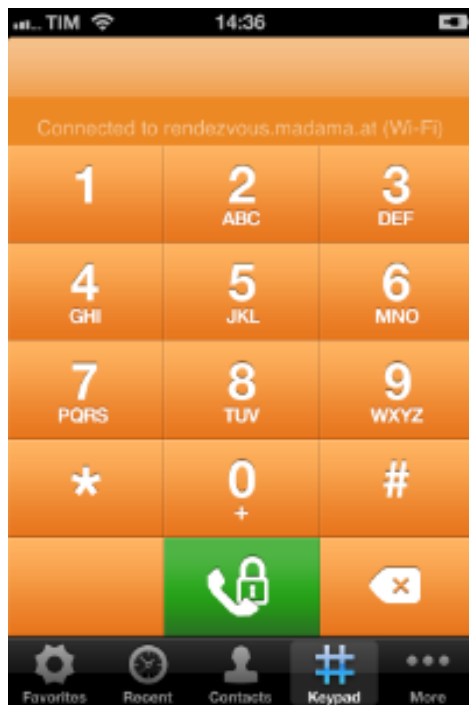 TIM 14:36
Connected to rendezvous.madama.at (Wi-Fi)
1 2 3
ABC DEF
4 5 6
GHI JKL MNO
7 8 9
PQRS TUV WXYZ
* 0 #
+
Favorites Recent Contacts Keypad More